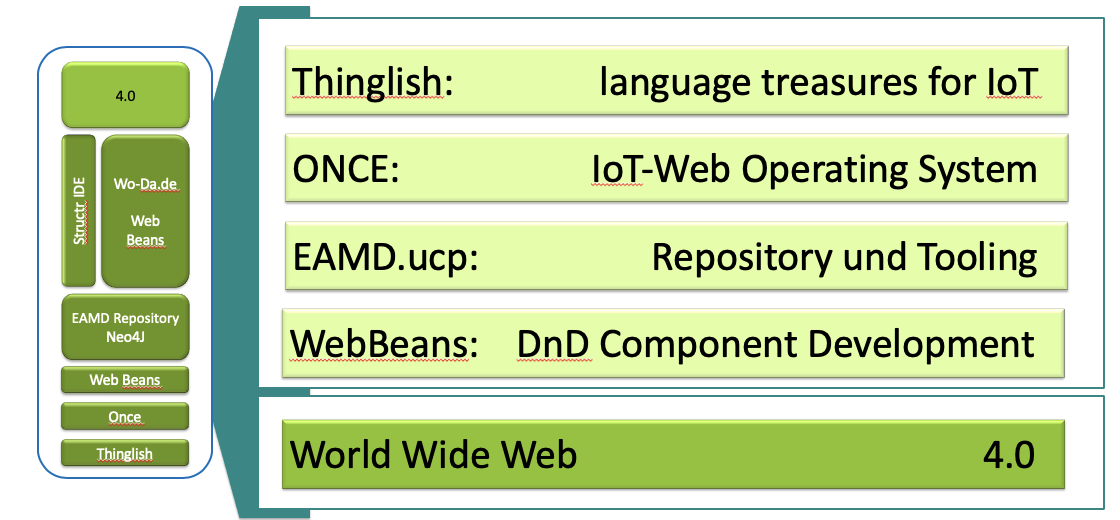 4.0
Structr IDE
Wo-Da.de
Web
Beans
EAMD Repository
Neo4J
Web Beans
Once
Thinglish
Thinglish: language treasures for IoT
ONCE: IoT-Web Operating System
EAMD.ucp: Repository und Tooling
WebBeans: DnD Component Development
World Wide Web 4.0